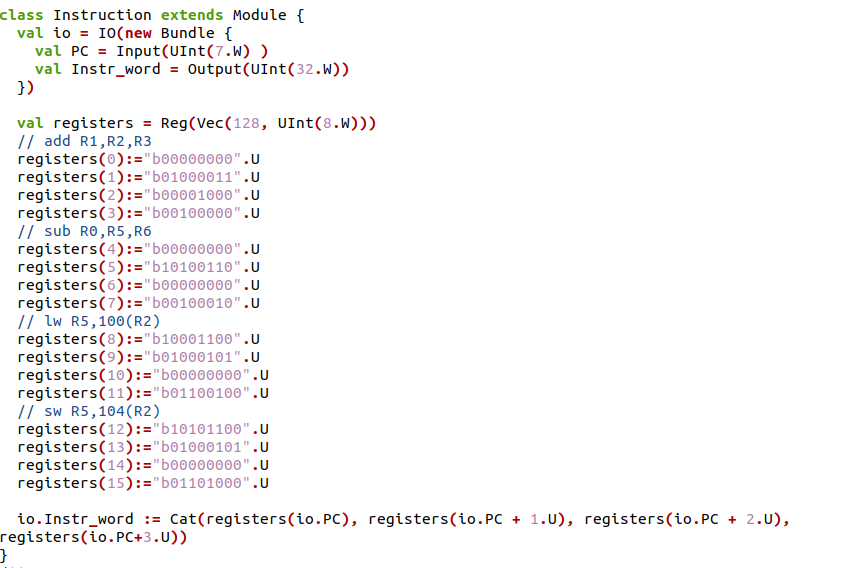 class Instruction extends Module {
  val io = IO(new Bundle {
    val PC = Input(UInt(7.W) )
    val Instr_word = Output(UInt(32.W))
  })

  val registers = Reg(Vec(128, UInt(8.W)))
  // add R1,R2,R3
  registers(0):="b00000000".U
  registers(1):="b01000011".U
  registers(2):="b00001000".U
  registers(3):="b00100000".U
  // sub R0,R5,R6
  registers(4):="b00000000".U
  registers(5):="b10100110".U
  registers(6):="b00000000".U
  registers(7):="b00100010".U
  // lw R5,100(R2)
  registers(8):="b10001100".U
  registers(9):="b01000101".U
  registers(10):="b00000000".U
  registers(11):="b01100100".U
  // sw R5,104(R2)
  registers(12):="b10101100".U
  registers(13):="b01000101".U
  registers(14):="b00000000".U
  registers(15):="b01101000".U

  io.Instr_word := Cat(registers(io.PC), registers(io.PC + 1.U), registers(io.PC + 2.U),
registers(io.PC+3.U))
}